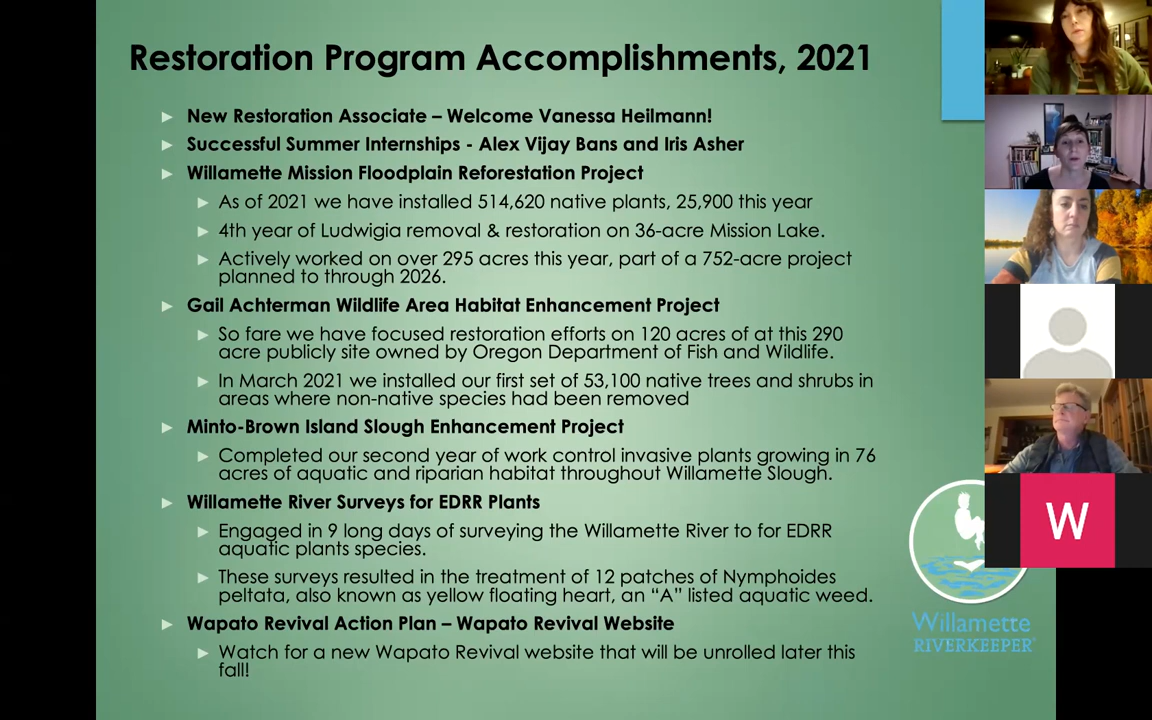 Restoration Program Accomplishments, 2021
New Restoration Associate – Welcome Vanessa Heilmann!
Successful Summer Internships - Alex Vijay Bans and Iris Asher
Willamette Mission Floodplain Reforestation Project
As of 2021 we have installed 514,620 native plants, 25,900 this year
4th year of Ludwigia removal & restoration on 36-acre Mission Lake.
Actively worked on over 295 acres this year, part of a 752-acre project
planned to through 2026.
Gail Achterman Wildlife Area Habitat Enhancement Project
So fare we have focused restoration efforts on 120 acres of at this 290
acre publicly site owned by Oregon Department of Fish and Wildlife.
In March 2021 we installed our first set of 53,100 native trees and shrubs in
areas where non-native species had been removed
Minto-Brown Island Slough Enhancement Project
Completed our second year of work control invasive plants growing in 76
acres of aquatic and riparian habitat throughout Willamette Slough.
Willamette River Surveys for EDRR Plants
Engaged in 9 long days of surveying the Willamette River to for EDRR
aquatic plants species.
These surveys resulted in the treatment of 12 patches of Nymphoides
peltata, also known as yellow floating heart, an “A” listed aquatic weed.
Wapato Revival Action Plan – Wapato Revival Website
Watch for a new Wapato Revival website that will be unrolled later this
fall!
Willamette
RIVERKEEPER®
W